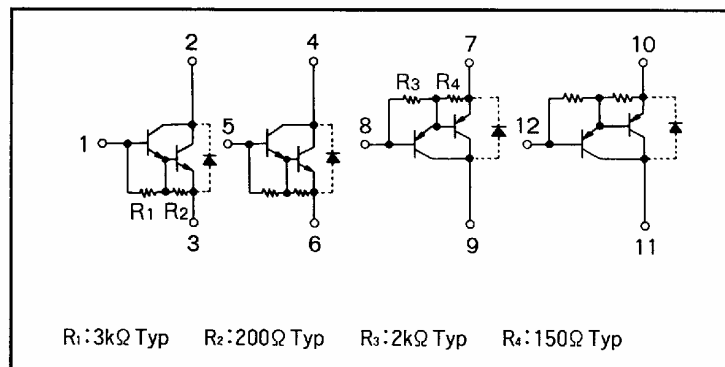 2 4 7 10
R3 R4
1 5 8 12
R1 R2
3 6 9 11
R1:3kΩ Typ R2:200Ω Typ R3:2kΩ Typ R4:150Ω Typ